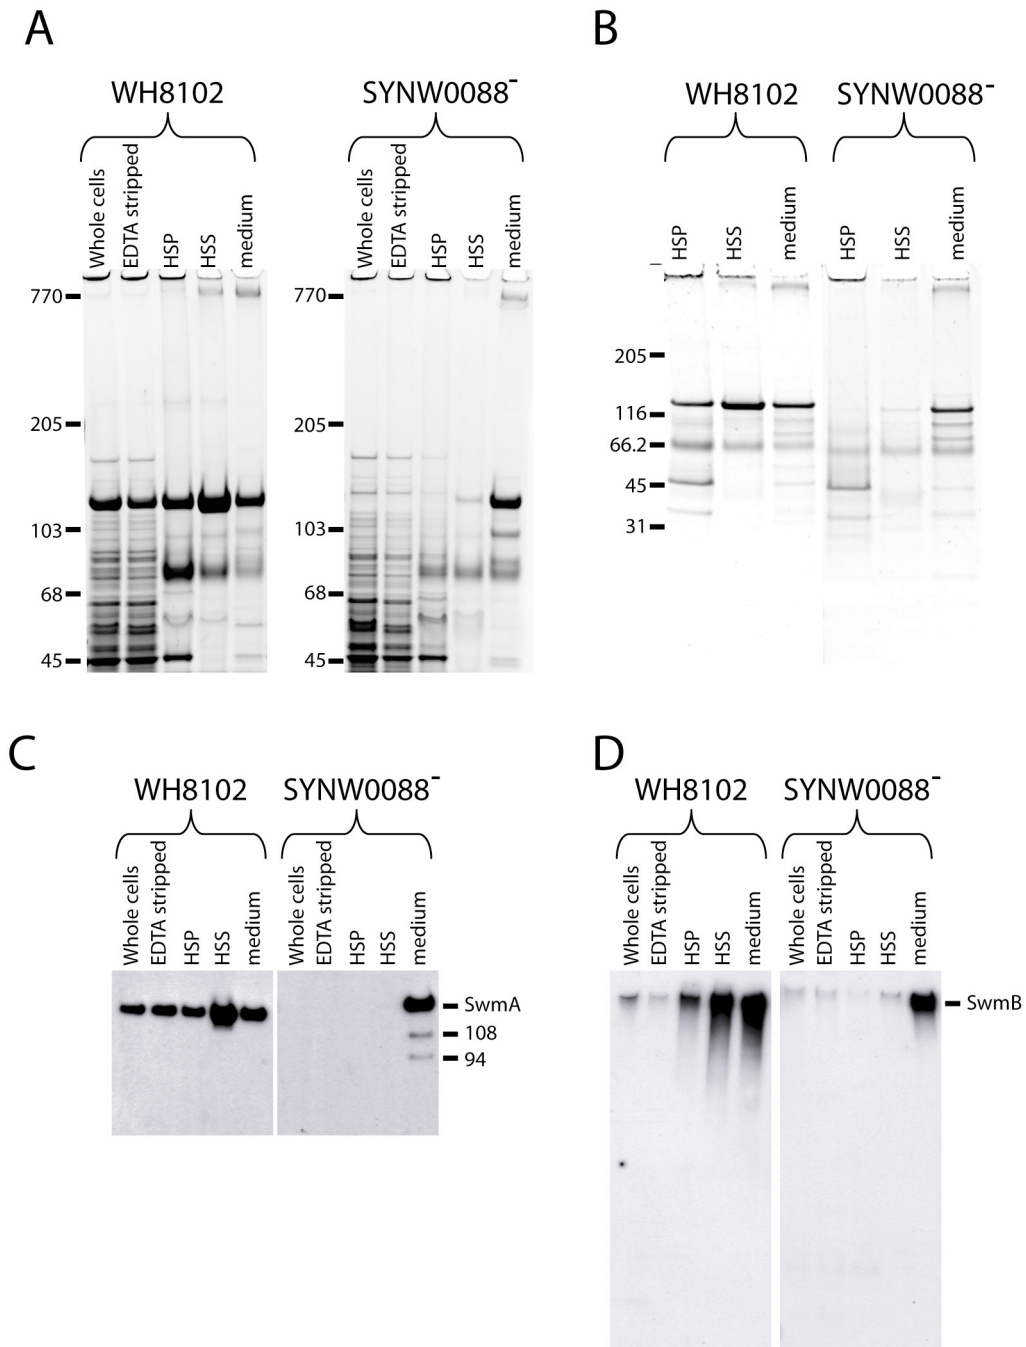 A
B
WH8102
SYNW0088⁻
WH8102
SYNW0088⁻
Whole cells
EDTA stripped
HSP
HSS
medium
Whole cells
EDTA stripped
HSP
HSS
medium
HSP
HSS
medium
HSP
HSS
medium
770
205
103
68
45
770
205
103
68
45
205
116
66.2
45
31
C
D
WH8102
SYNW0088⁻
WH8102
SYNW0088⁻
Whole cells
EDTA stripped
HSP
HSS
medium
Whole cells
EDTA stripped
HSP
HSS
medium
Whole cells
EDTA stripped
HSP
HSS
medium
Whole cells
EDTA stripped
HSP
HSS
medium
SwmA
108
94
SwmB